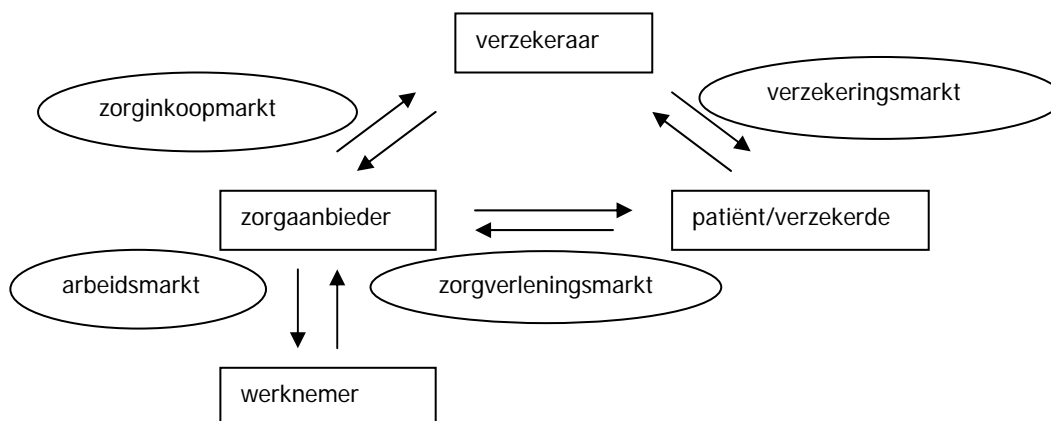 verzekeraar
zorginkoopmarkt
verzekeringsmarkt
zorgaanbieder
patiënt/verzekerde
arbeidsmarkt
zorgverleningsmarkt
werknemer